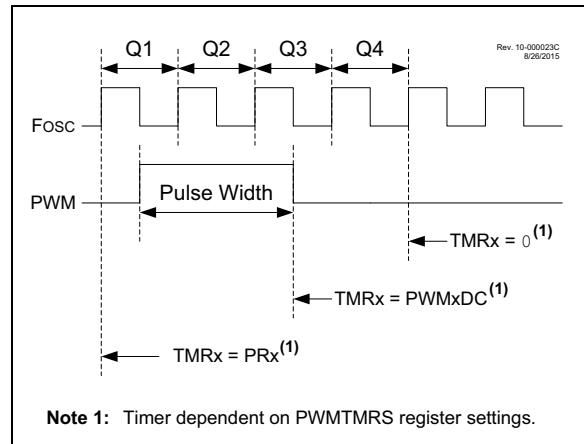 Q1 Q2 Q3 Q4
Rev. 10-000023C
8/26/2015
FOSC
PWM
Pulse Width
TMRx = 0(1)
TMRx = PWMxDC(1)
TMRx = PRx(1)
Note 1: Timer dependent on PWMTMRS register settings.